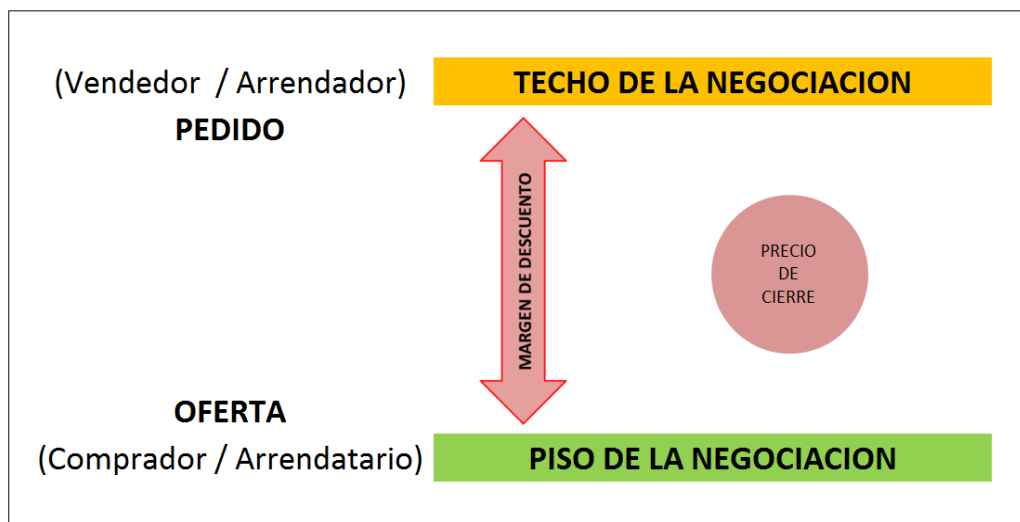 (Vendedor / Arrendador)
PEDIDO
TECHO DE LA NEGOCIACION
MARGEN DE DESCUENTO
PRECIO
DE
CIERRE
OFERTA
(Comprador / Arrendatario)
PISO DE LA NEGOCIACION